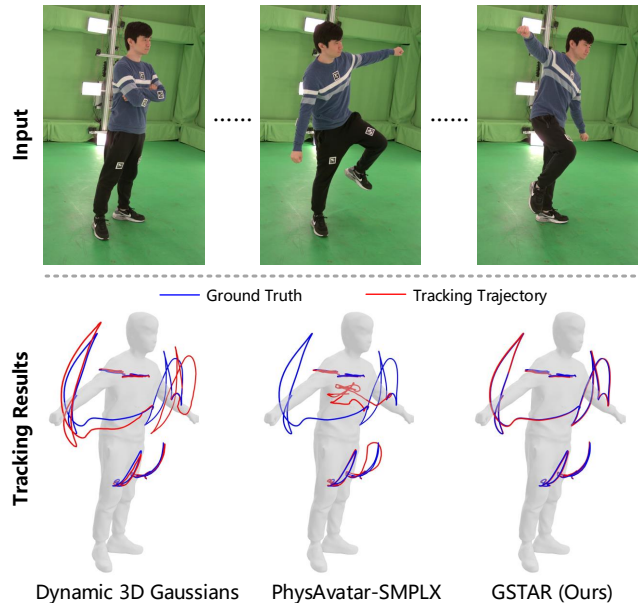 Input
...... ......
Ground Truth Tracking Trajectory
Tracking Results
Dynamic 3D Gaussians PhysAvatar-SMPLX GSTAR (Ours)